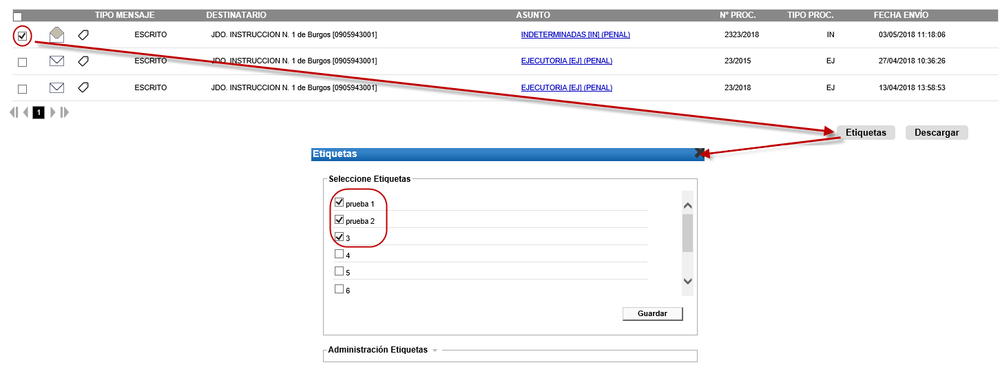 TIPO MENSAJE DESTINATARIO ASUNTO Nº PROC. TIPO PROC. FECHA ENVÍO
ESCRITO JDO. INSTRUCCION N. 1 de Burgos [0905943001] INDETERMINADAS [IN] (PENAL) 2323/2018 IN 03/05/2018 11:18:06
ESCRITO JDO. INSTRUCCION N. 1 de Burgos [0905943001] EJECUTORIA [EJ] (PENAL) 23/2015 EJ 27/04/2018 10:36:26
ESCRITO JDO. INSTRUCCION N. 1 de Burgos [0905943001] EJECUTORIA [EJ] (PENAL) 23/2018 EJ 13/04/2018 13:58:53
1
Etiquetas Descargar
Etiquetas
Seleccione Etiquetas
prueba 1
prueba 2
3
4
5
6
Guardar
Administración Etiquetas